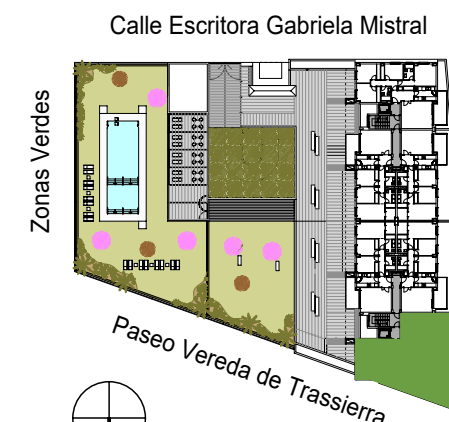 Calle Escritora Gabriela Mistral
Zonas Verdes
Paseo Vereda de Trassierra